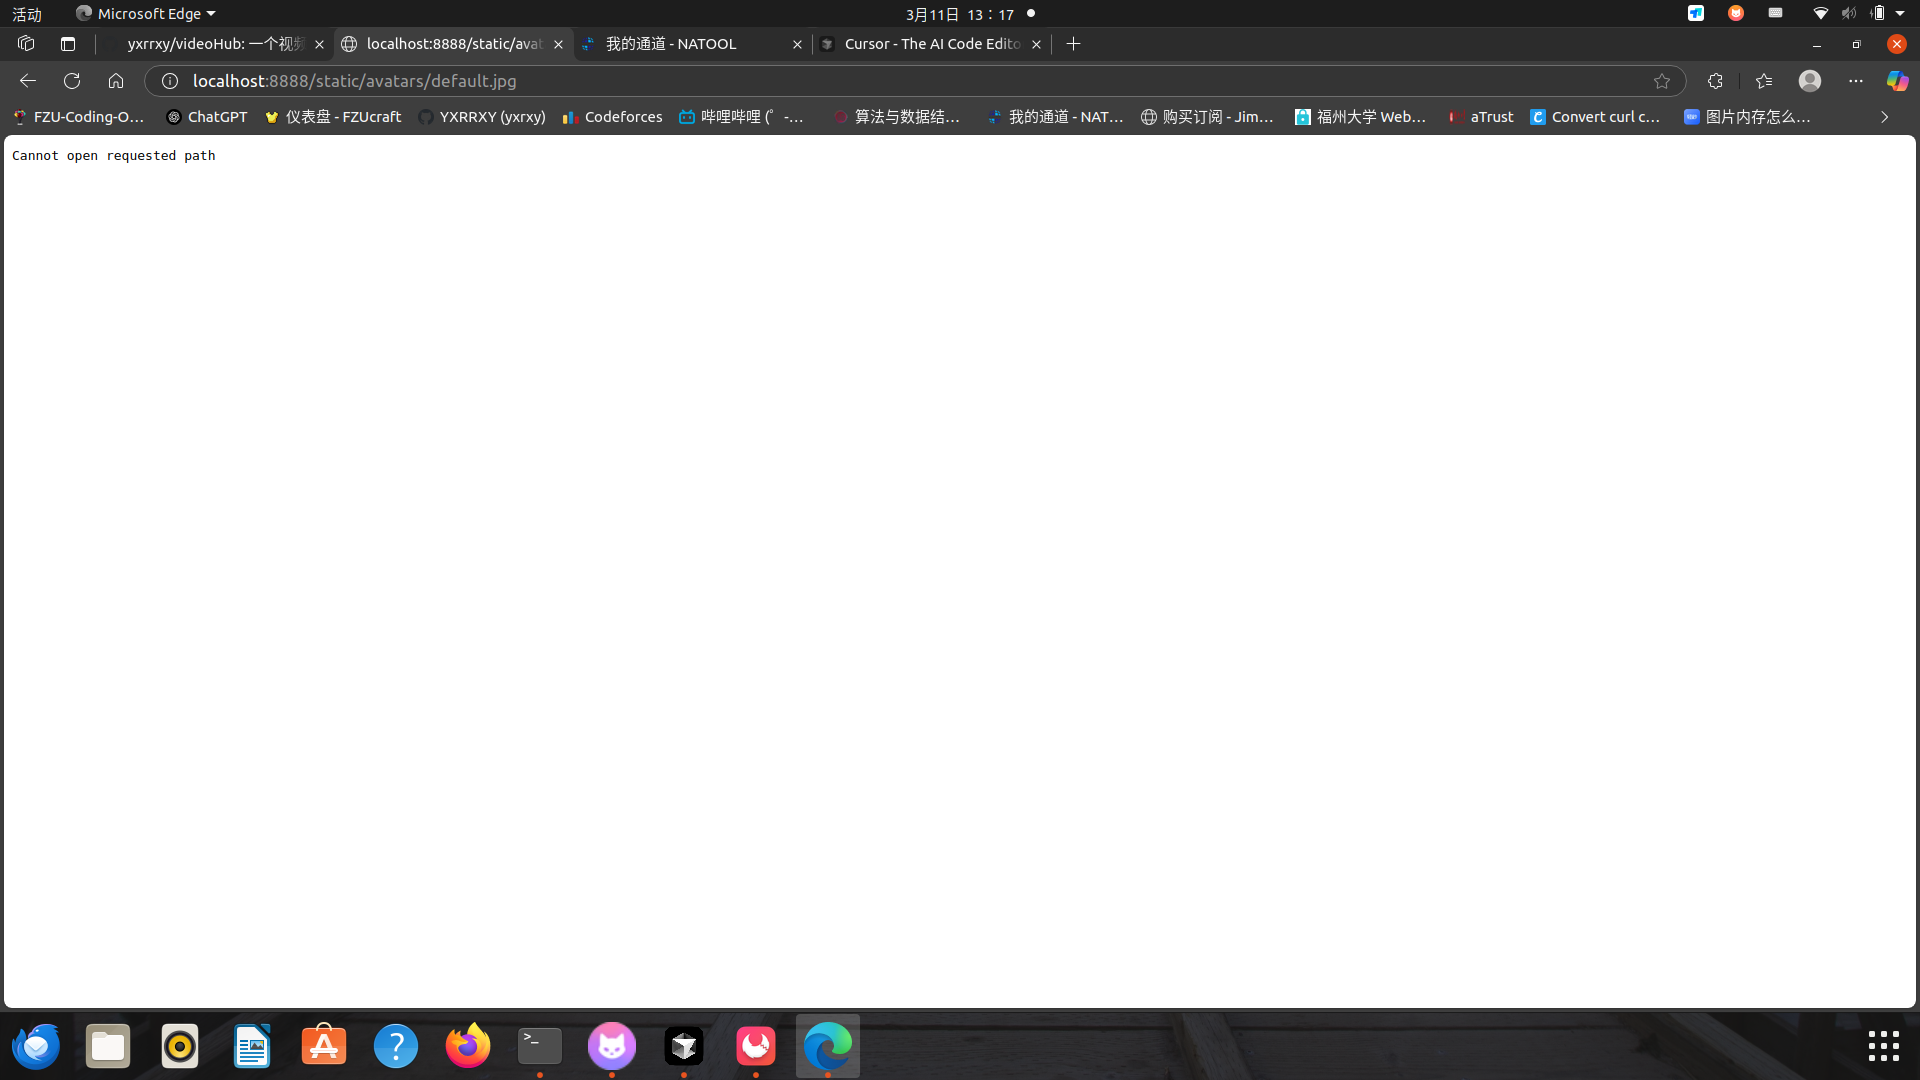 活动
Microsoft Edge
3月11日 13：17
yxrrxy/videoHub: 一个视频
localhost:8888/static/avat
我的通道 - NATOOL
Cursor - The AI Code Edito
localhost:8888/static/avatars/default.jpg
FZU-Coding-O...
ChatGPT
仪表盘 - FZUcraft
YXRRXY (yxrxy)
Codeforces
哔哩哔哩 (゜-...
算法与数据结...
我的通道 - NAT...
购买订阅 - Jim...
福州大学 Web...
aTrust
Convert curl c...
图片内存怎么...
Cannot open requested path